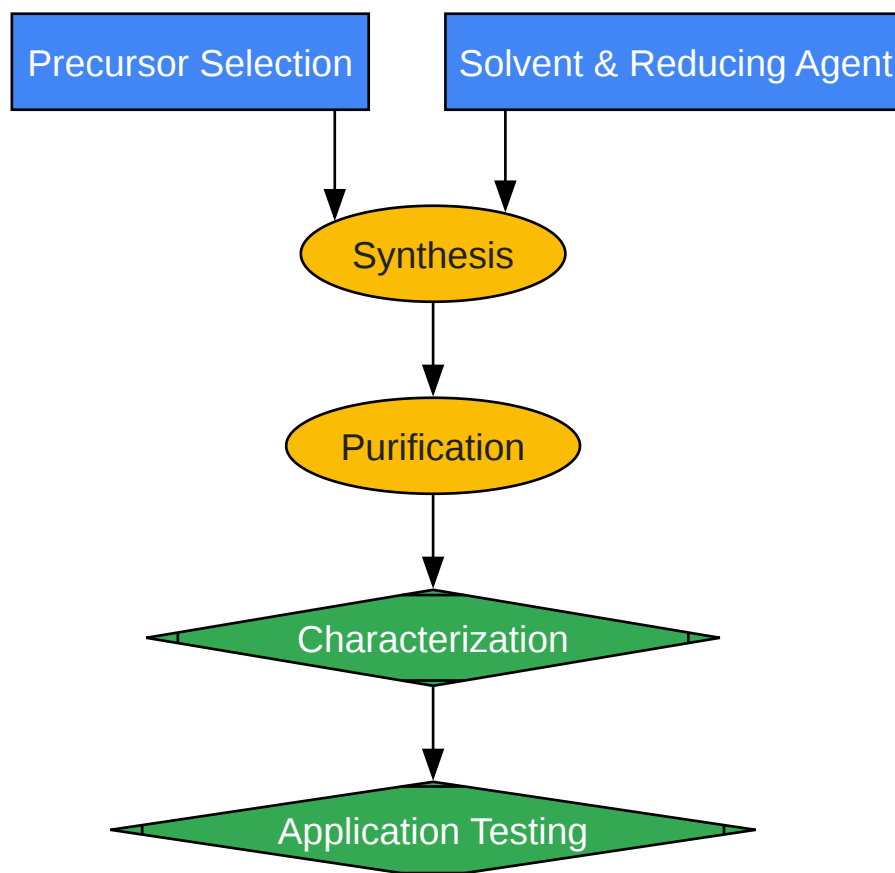 Precursor Selection
Solvent & Reducing Agent
Synthesis
Purification
Characterization
Application Testing